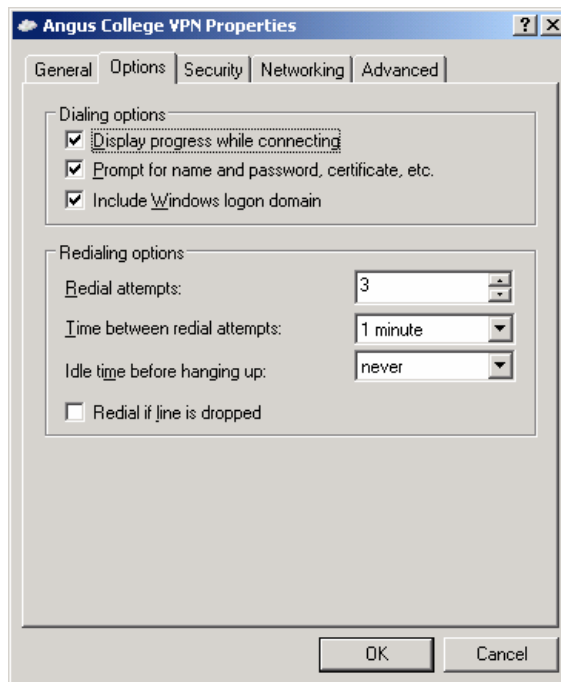 Angus College VPN Properties
General Options Security Networking Advanced
Dialing options
Display progress while connecting
Prompt for name and password, certificate, etc.
Include Windows logon domain
Redialing options
Redial attempts: 3
Time between redial attempts: 1 minute
Idle time before hanging up: never
Redial if line is dropped
OK Cancel